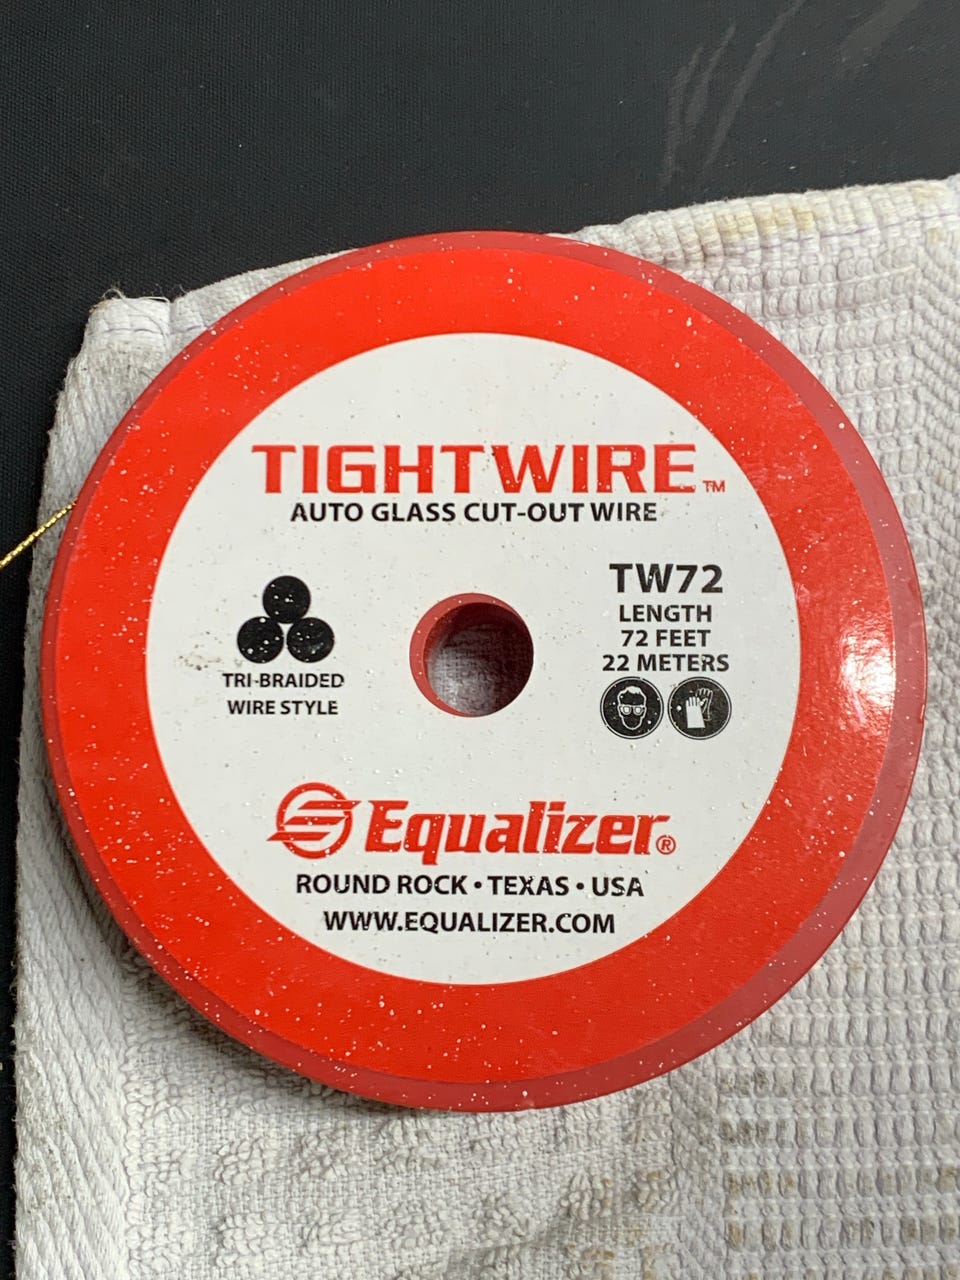 TIGHTWIRE™
AUTO GLASS CUT-OUT WIRE
TRI-BRAIDED
WIRE STYLE
TW72
LENGTH
72 FEET
22 METERS
Equalizer®
ROUND ROCK • TEXAS • USA
WWW.EQUALIZER.COM